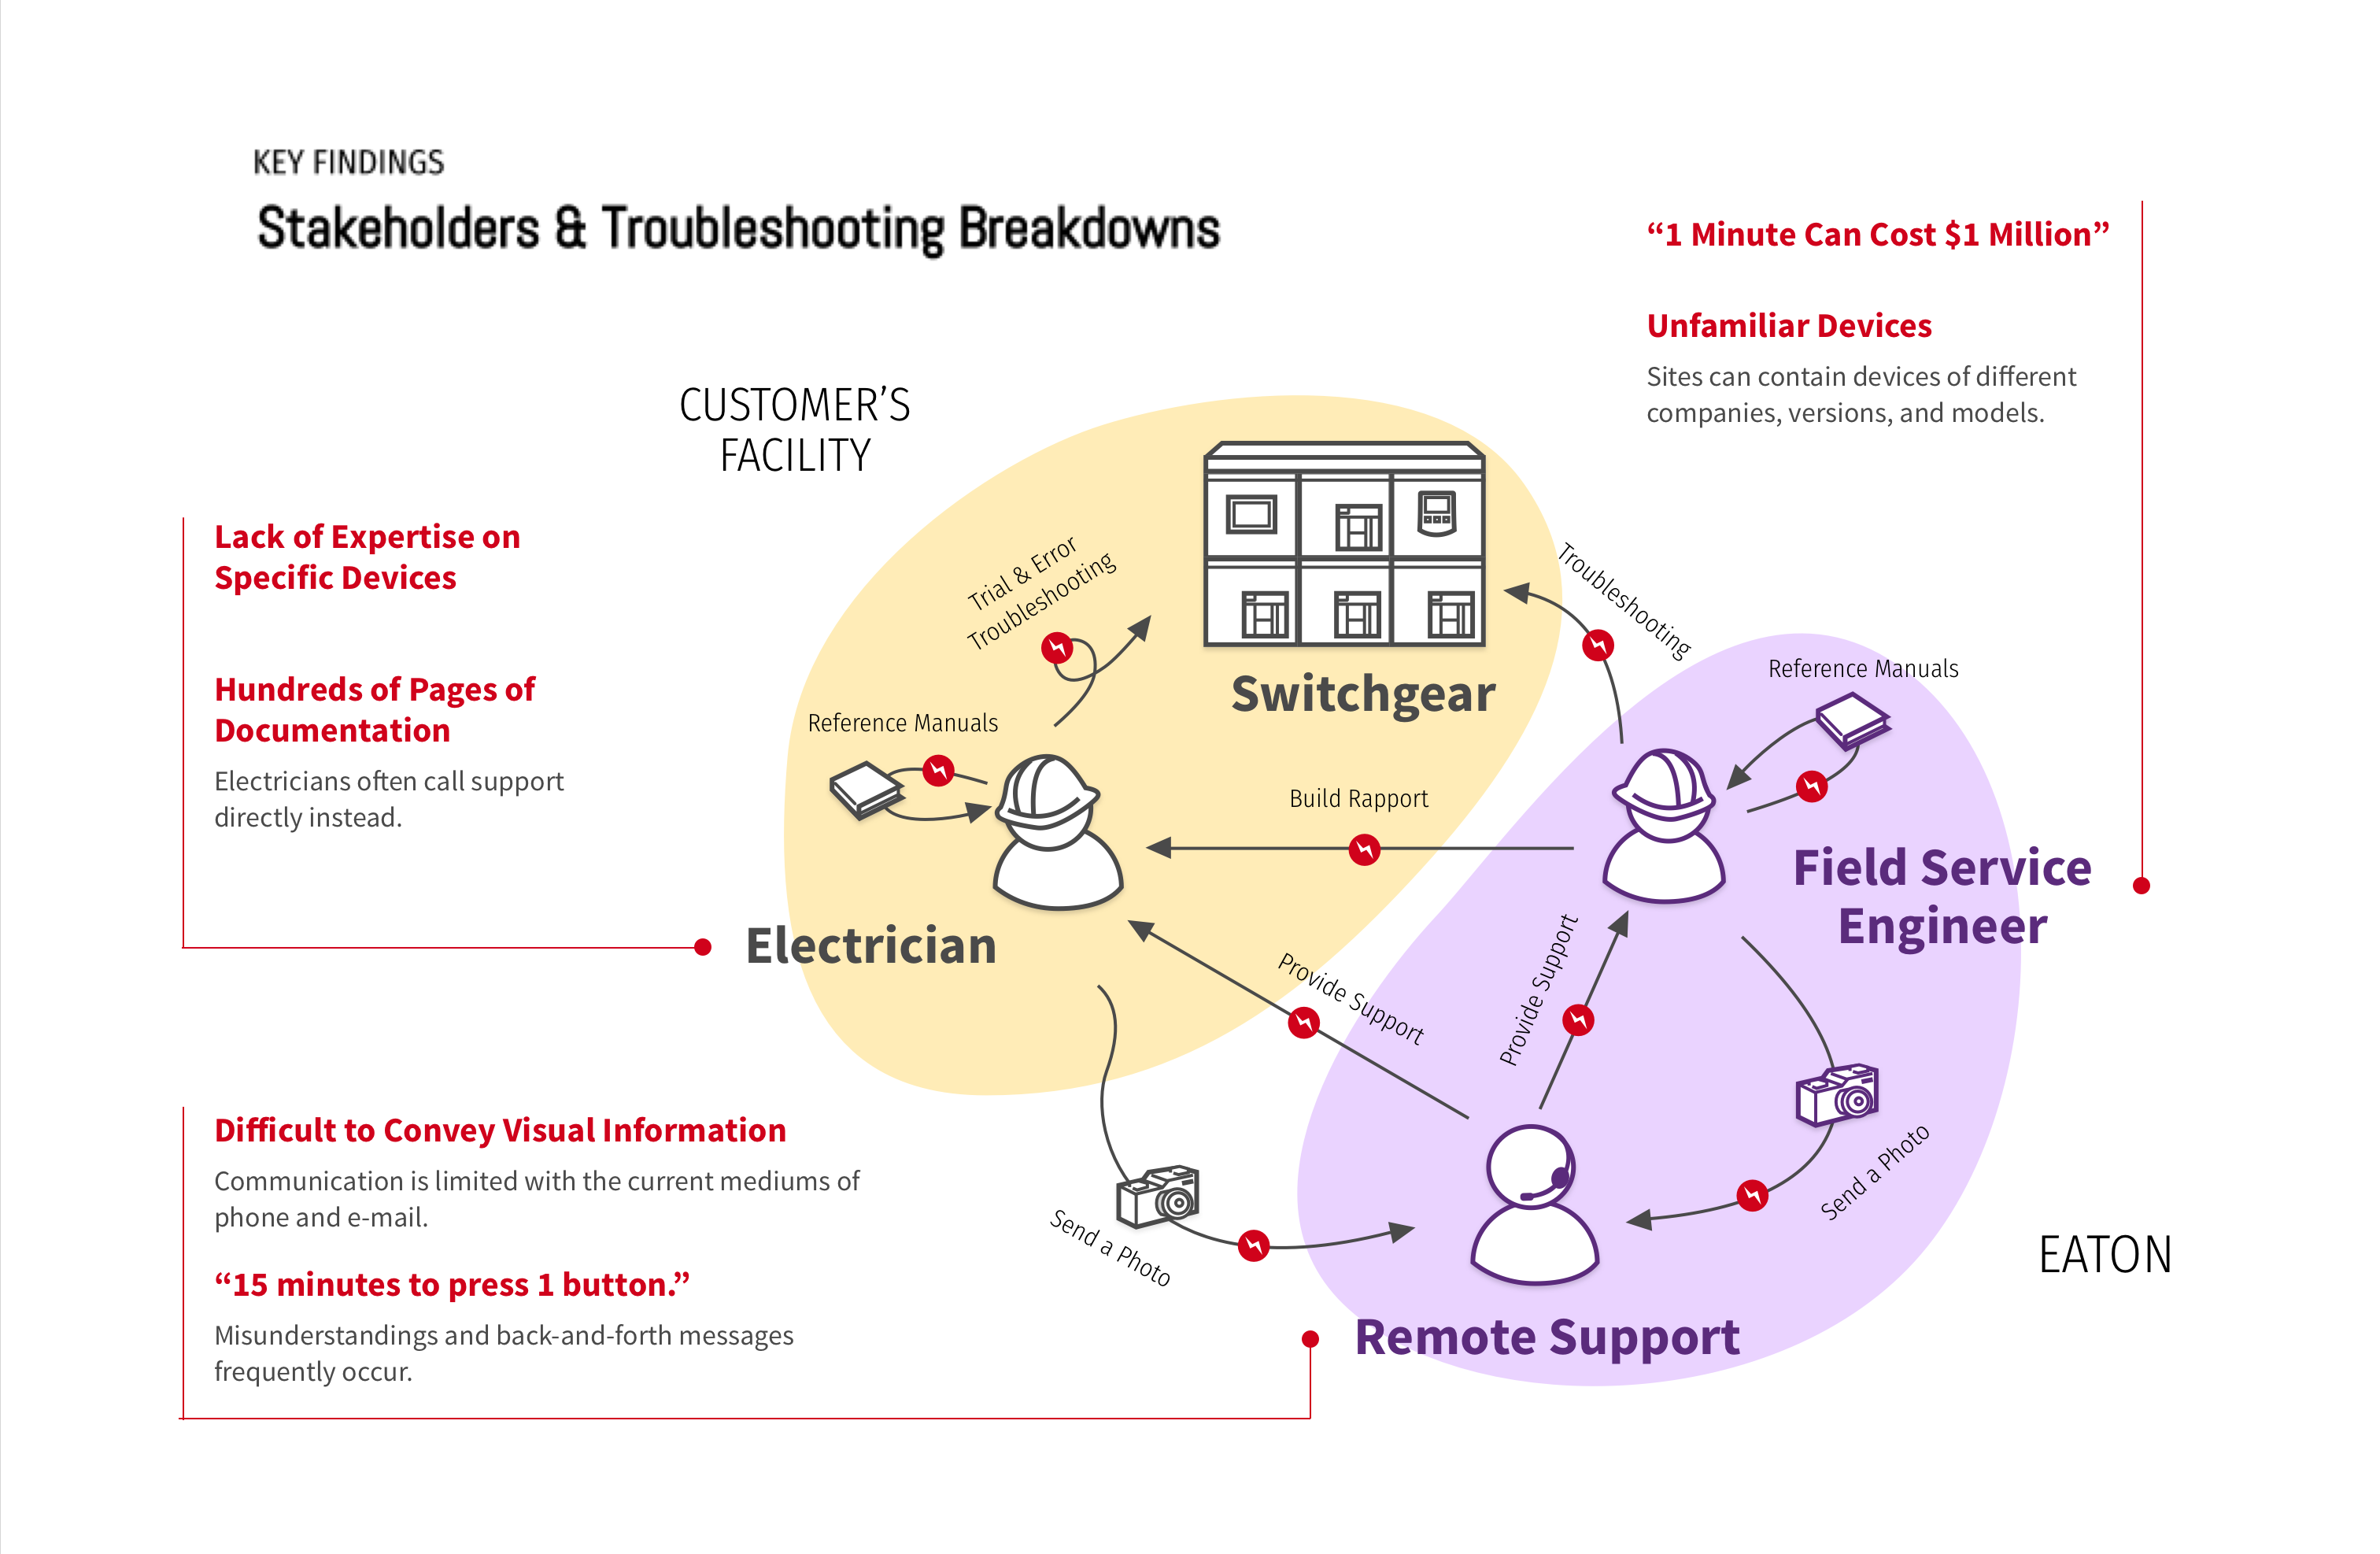 KEY FINDINGS
Stakeholders & Troubleshooting Breakdowns
“1 Minute Can Cost $1 Million”
Unfamiliar Devices
Sites can contain devices of different
companies, versions, and models.
CUSTOMER’S
FACILITY
Lack of Expertise on
Specific Devices
Hundreds of Pages of
Documentation
Electricians often call support
directly instead.
Trial & Error
Troubleshooting
Troubleshooting
Switchgear
Reference Manuals
Reference Manuals
Build Rapport
Field Service
Engineer
Electrician
Provide Support
Provide Support
Difficult to Convey Visual Information
Communication is limited with the current mediums of
phone and e-mail.
“15 minutes to press 1 button.”
Misunderstandings and back-and-forth messages
frequently occur.
Send a Photo
Send a Photo
EATON
Remote Support